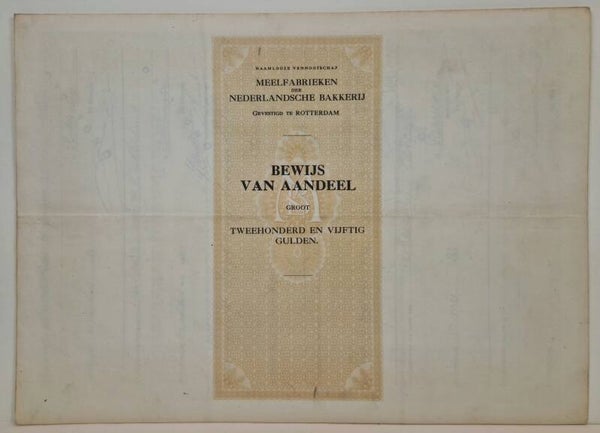 NAAMLOOZE VENNOOTSCHAP
MEELFABRIEKEN
DER
NEDERLANDSCHE BAKKERIJ
GEVESTIGD TE ROTTERDAM
BEWIJS
VAN AANDEEL
GROOT
TWEEHONDERD EN VIJFTIG
GULDEN.